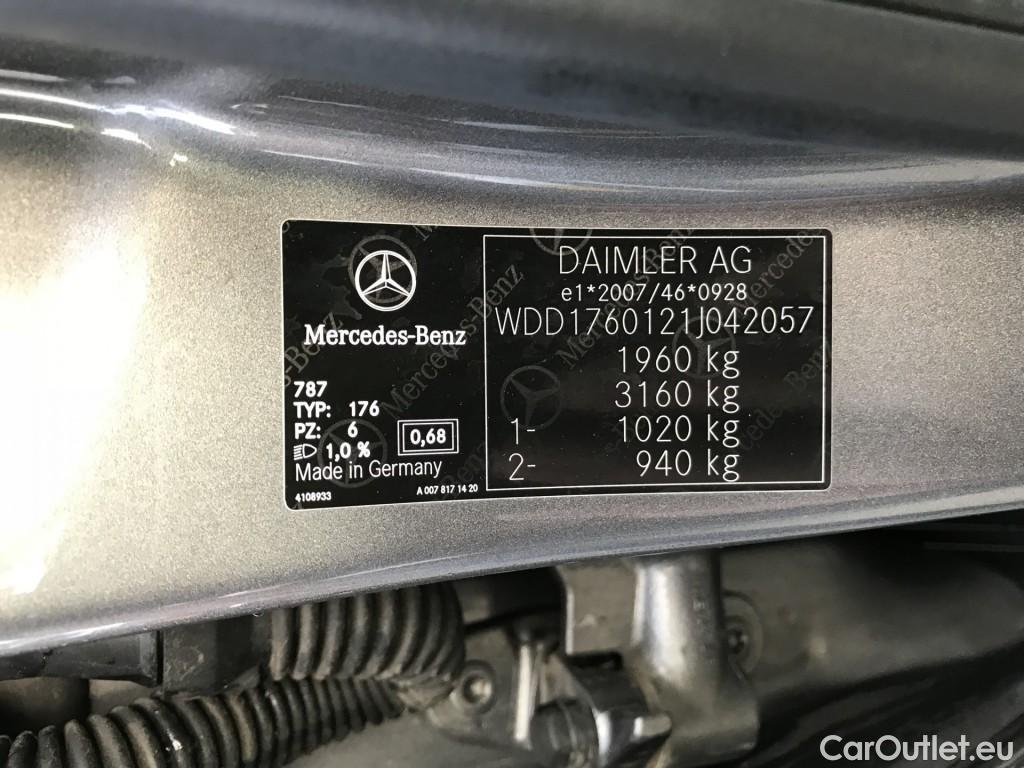 Mercedes-Benz
787
TYP: 176
PZ: 6
1,0 %
0,68
Made in Germany
4108933
A 007 817 14 20
DAIMLER AG
e1*2007/46*0928
WDD1760121J042057
1960 kg
3160 kg
1- 1020 kg
2- 940 kg
CarOutlet.eu